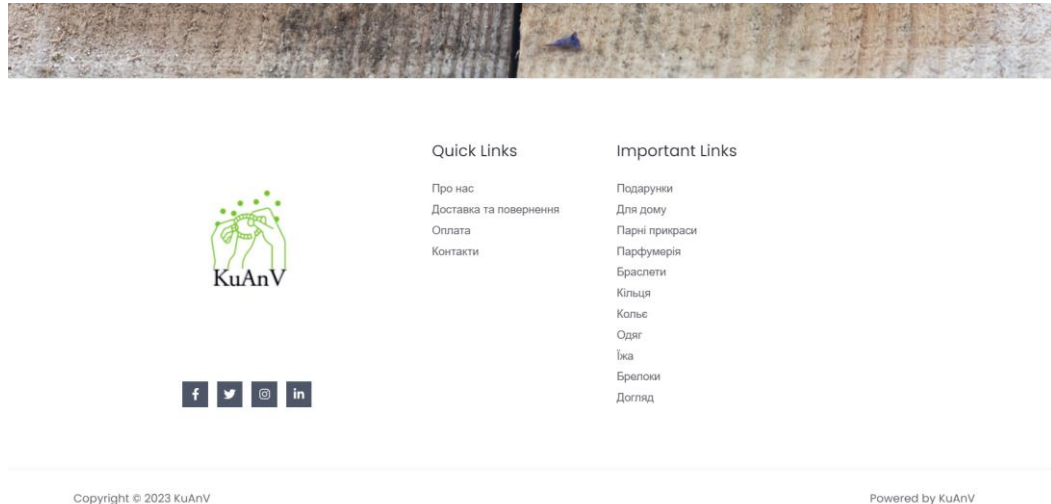 KuAnV
Quick Links
Про нас
Доставка та повернення
Оплата
Контакти
Important Links
Подарунки
Для дому
Парні прикраси
Парфумерія
Браслети
Кільця
Кольє
Одяг
Їжа
Брелоки
Догляд
Copyright © 2023 KuAnV
Powered by KuAnV